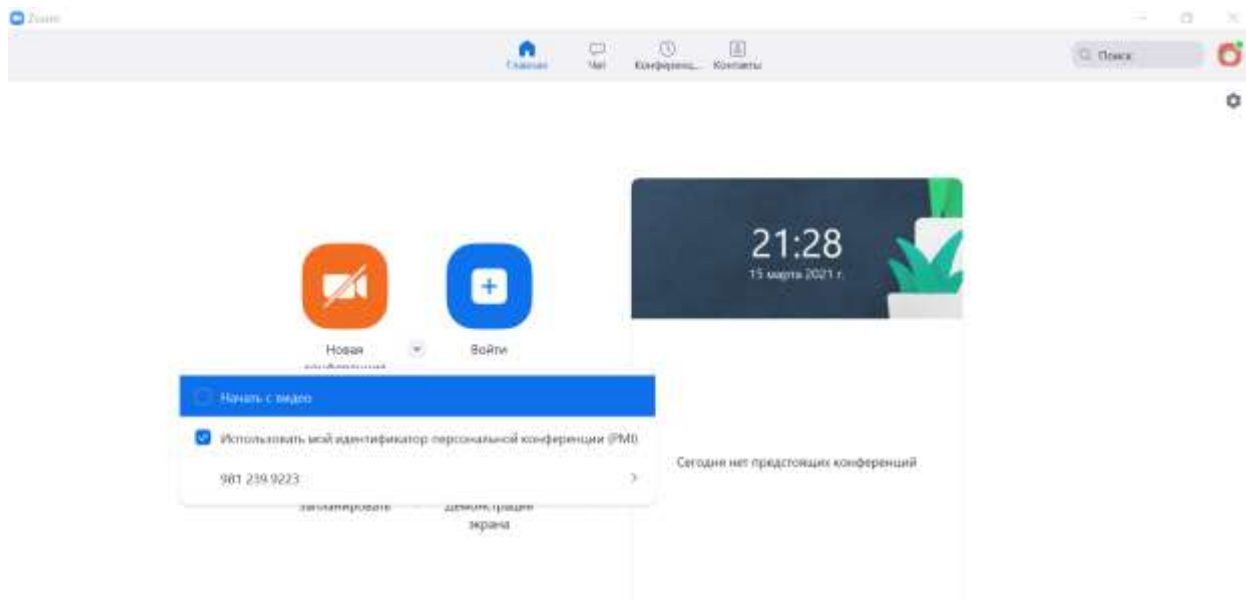 Zoom
Главная
Чат
Конференц...
Контакты
Поиск
21:28
15 марта 2021 г.
Новая
конференция
Войти
Начать с видео
Использовать мой идентификатор персональной конференции (PMI)
981 239 9223
Сегодня нет предстоящих конференций
Запланировать
Демонстрация
экрана